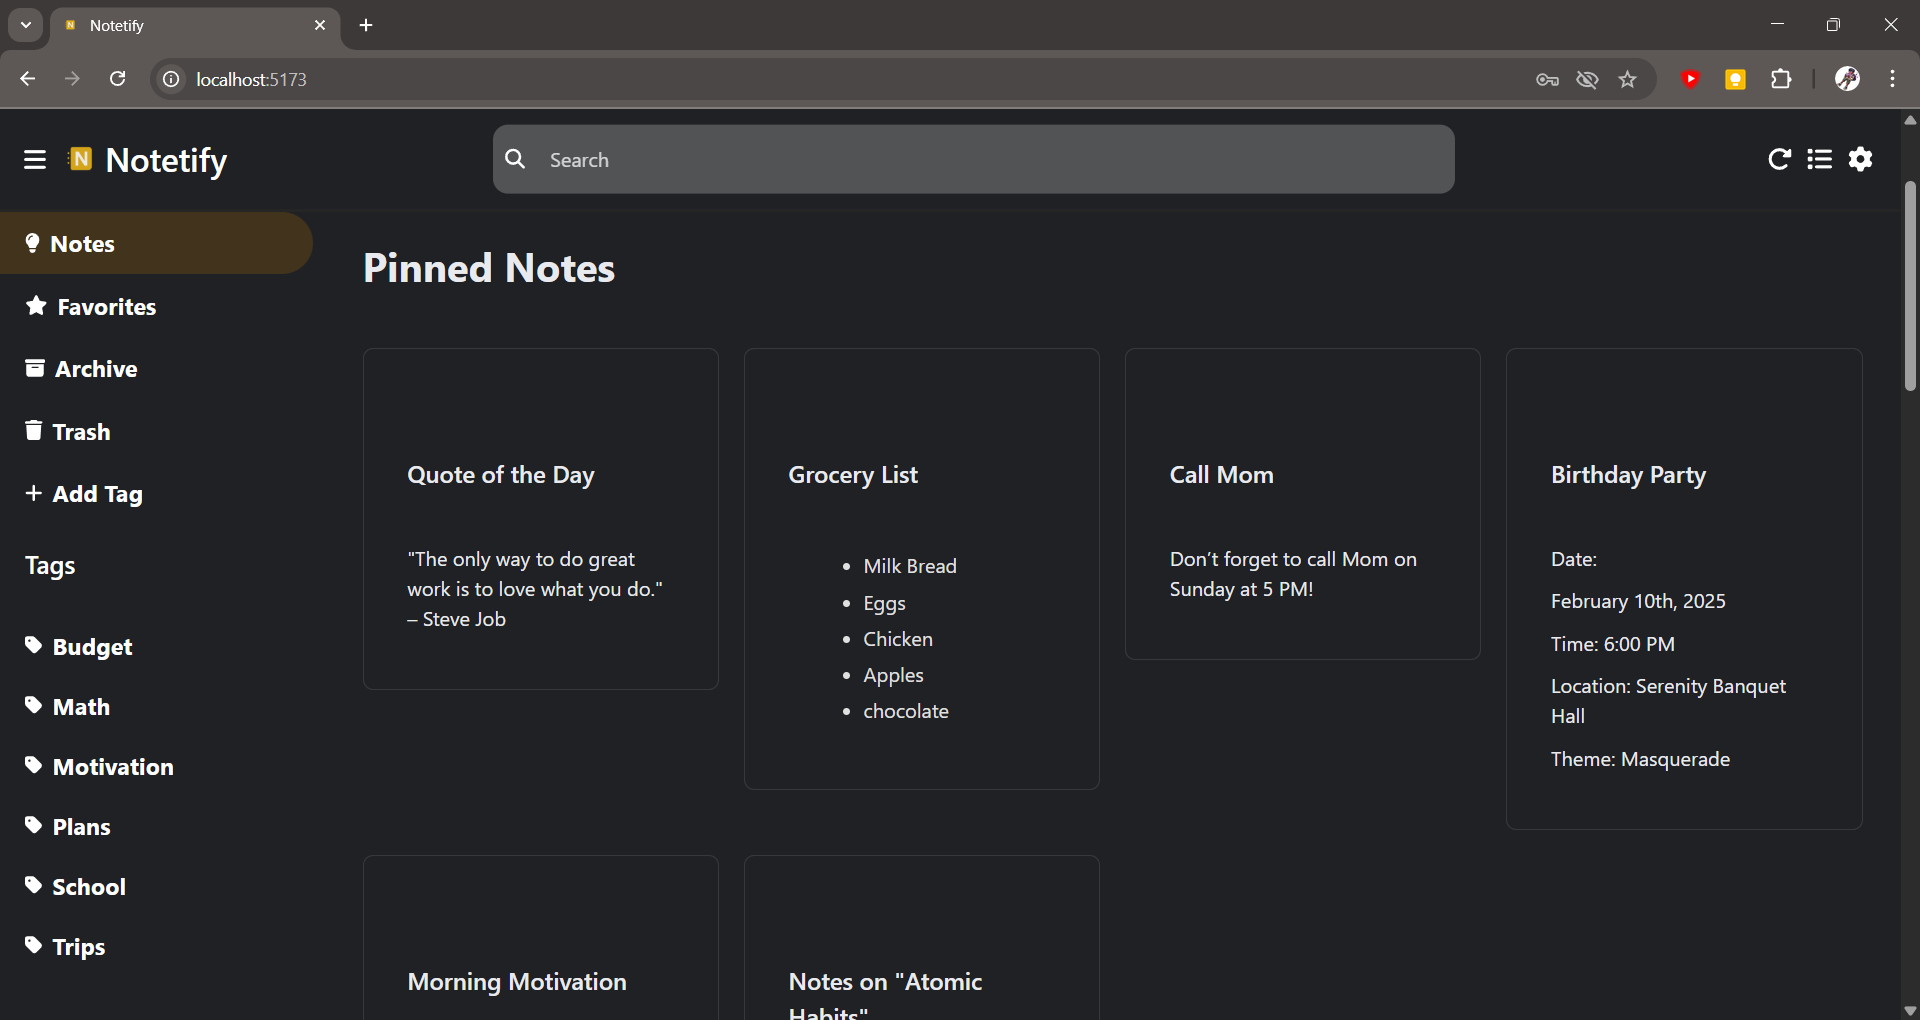 Notetify
localhost:5173
Notetify
Search
Notes
Favorites
Archive
Trash
Add Tag
Tags
Budget
Math
Motivation
Plans
School
Trips
Pinned Notes
Quote of the Day
"The only way to do great
work is to love what you do."
– Steve Job
Grocery List
• Milk Bread
• Eggs
• Chicken
• Apples
• chocolate
Call Mom
Don’t forget to call Mom on
Sunday at 5 PM!
Birthday Party
Date:
February 10th, 2025
Time: 6:00 PM
Location: Serenity Banquet
Hall
Theme: Masquerade
Morning Motivation
Notes on "Atomic
Habits"